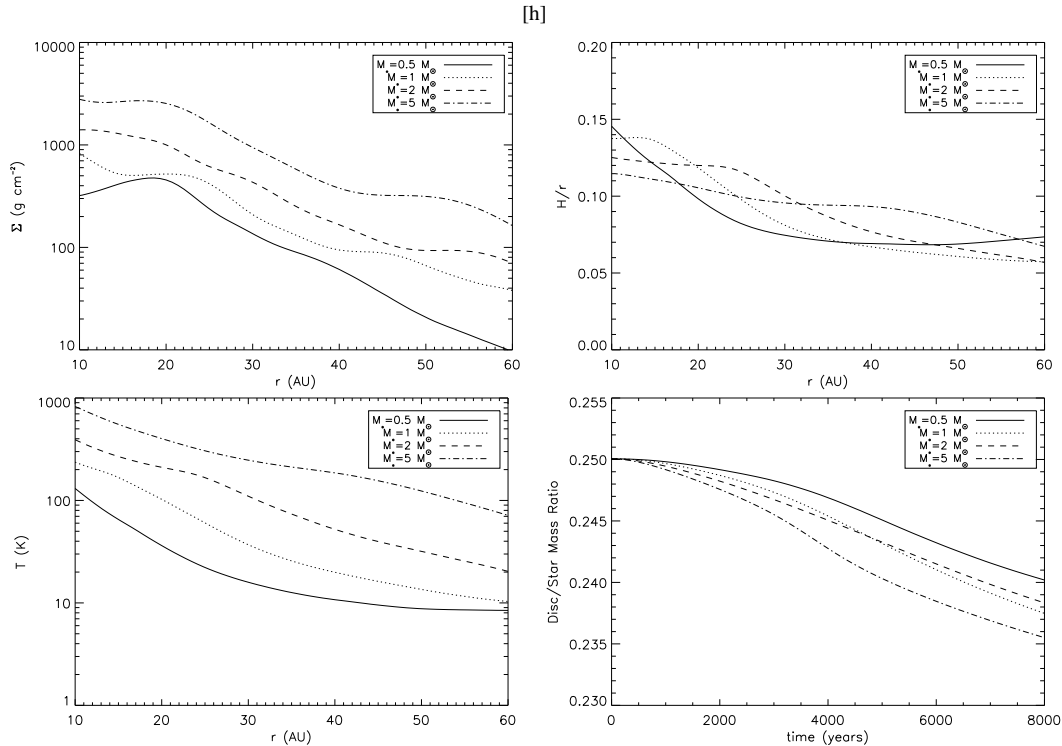 [h]
10000
1000
100
10
Σ (g cm⁻²)
10 20 30 40 50 60
r (AU)
M*=0.5 M☉
M*=1 M☉
M*=2 M☉
M*=5 M☉
0.20
0.15
0.10
0.05
0.00
H/r
10 20 30 40 50 60
r (AU)
M*=0.5 M☉
M*=1 M☉
M*=2 M☉
M*=5 M☉
1000
100
10
1
T (K)
10 20 30 40 50 60
r (AU)
M*=0.5 M☉
M*=1 M☉
M*=2 M☉
M*=5 M☉
0.255
0.250
0.245
0.240
0.235
0.230
Disc/Star Mass Ratio
0 2000 4000 6000 8000
time (years)
M*=0.5 M☉
M*=1 M☉
M*=2 M☉
M*=5 M☉